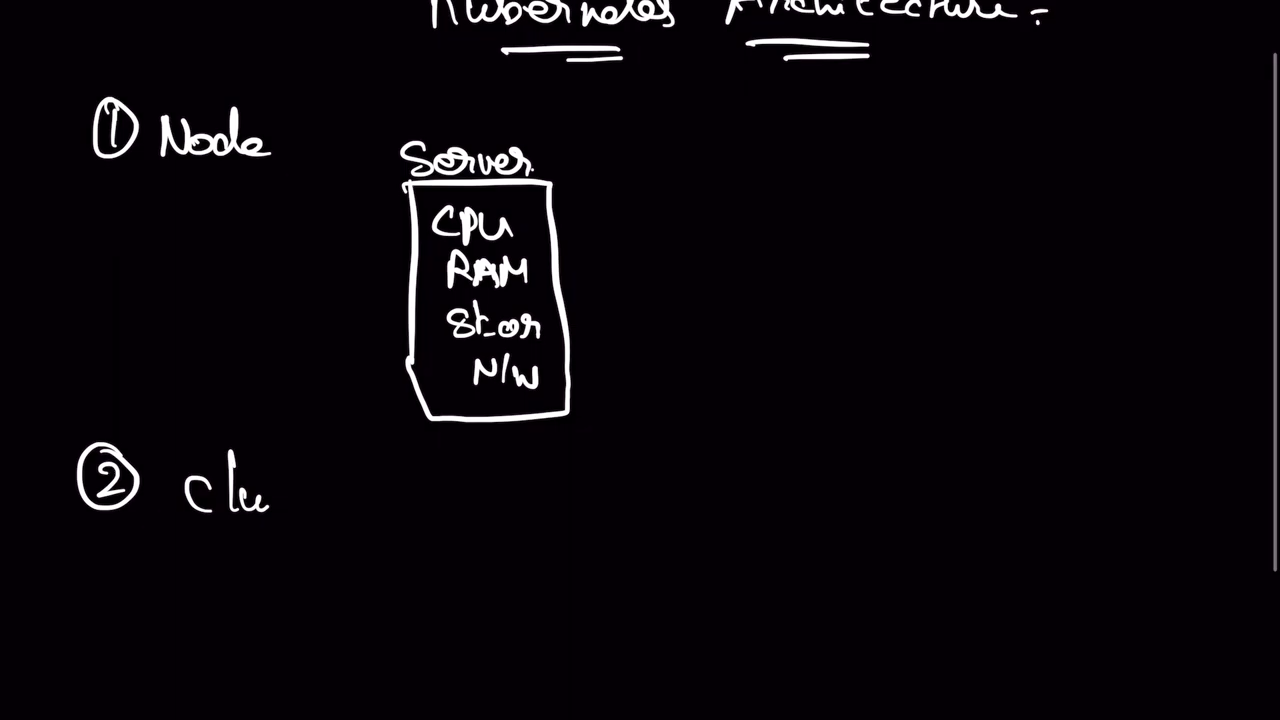 Kubernetes Architecture :
① Node
Server
CPU
RAM
Stor
N/W
② Clu